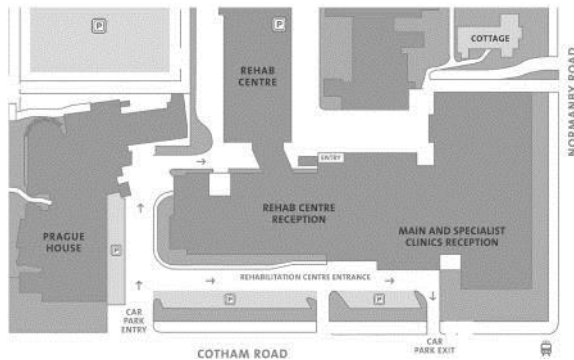 P
P
COTTAGE
REHAB
CENTRE
NORMANBY ROAD
ENTRY
REHAB CENTRE
RECEPTION
MAIN AND SPECIALIST
CLINICS RECEPTION
PRAGUE
HOUSE
P
REHABILITATION CENTRE ENTRANCE
P
P
CAR
PARK
ENTRY
CAR
PARK EXIT
COTHAM ROAD